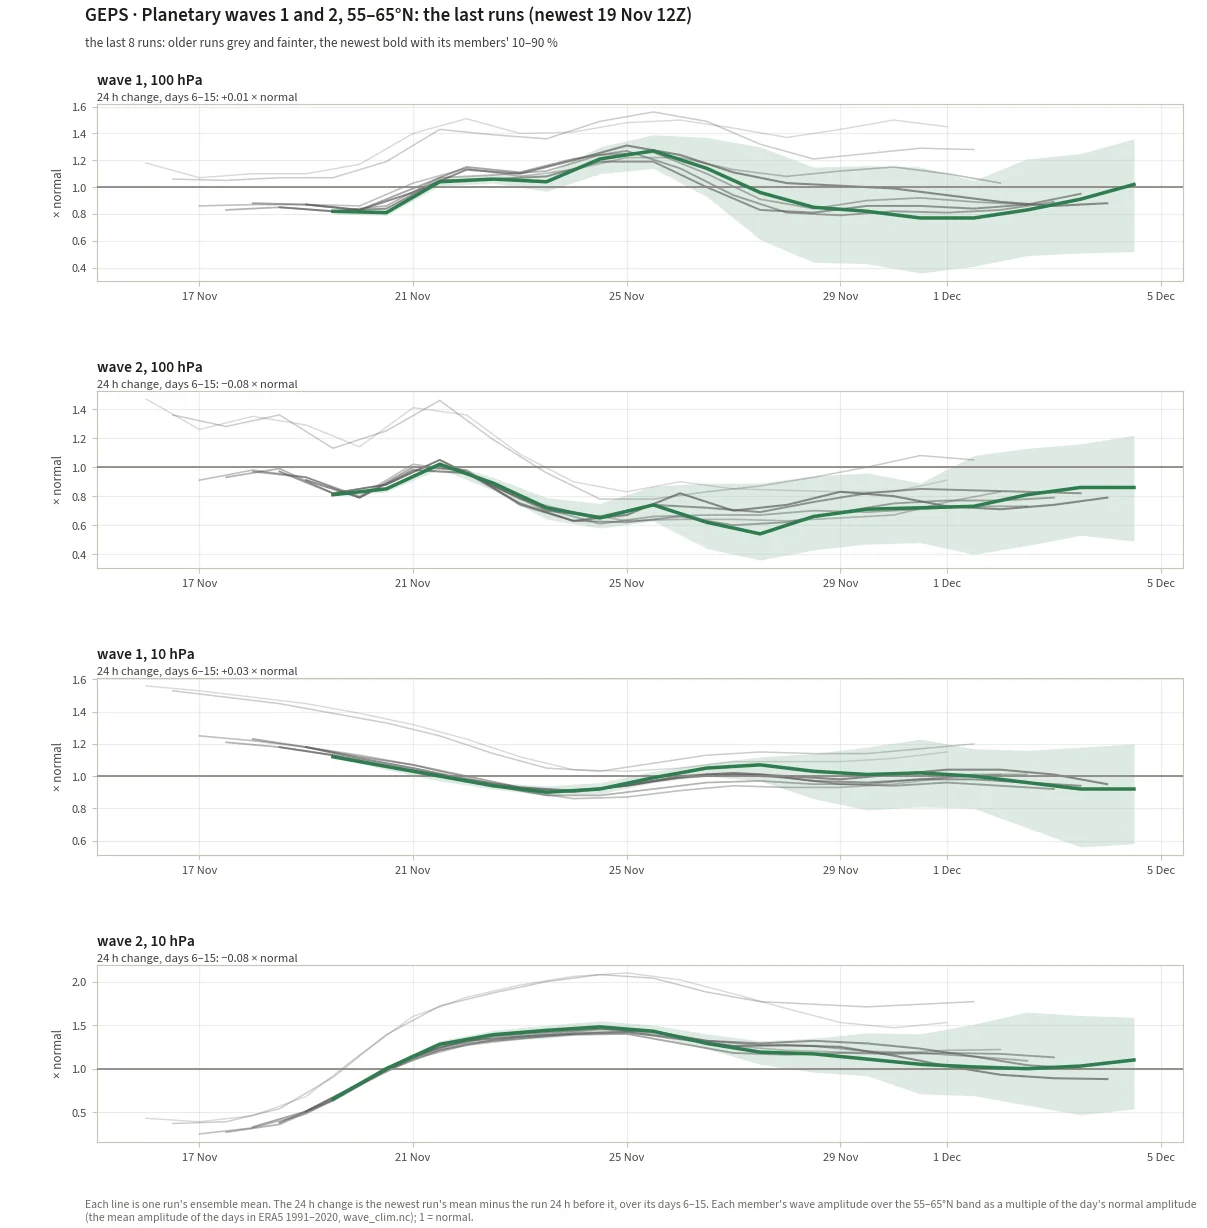 GEPS · Planetary waves 1 and 2, 55–65°N: the last runs (newest 19 Nov 12Z)
the last 8 runs: older runs grey and fainter, the newest bold with its members' 10–90 %
wave 1, 100 hPa
24 h change, days 6–15: +0.01 × normal
1.6
1.4
1.2
1.0
0.8
0.6
0.4
× normal
17 Nov 21 Nov 25 Nov 29 Nov 1 Dec 5 Dec
wave 2, 100 hPa
24 h change, days 6–15: −0.08 × normal
1.4
1.2
1.0
0.8
0.6
0.4
× normal
17 Nov 21 Nov 25 Nov 29 Nov 1 Dec 5 Dec
wave 1, 10 hPa
24 h change, days 6–15: +0.03 × normal
1.6
1.4
1.2
1.0
0.8
0.6
× normal
17 Nov 21 Nov 25 Nov 29 Nov 1 Dec 5 Dec
wave 2, 10 hPa
24 h change, days 6–15: −0.08 × normal
2.0
1.5
1.0
0.5
× normal
17 Nov 21 Nov 25 Nov 29 Nov 1 Dec 5 Dec
Each line is one run's ensemble mean. The 24 h change is the newest run's mean minus the run 24 h before it, over its days 6–15. Each member's wave amplitude over the 55–65°N band as a multiple of the day's normal amplitude
(the mean amplitude of the days in ERA5 1991–2020, wave_clim.nc); 1 = normal.